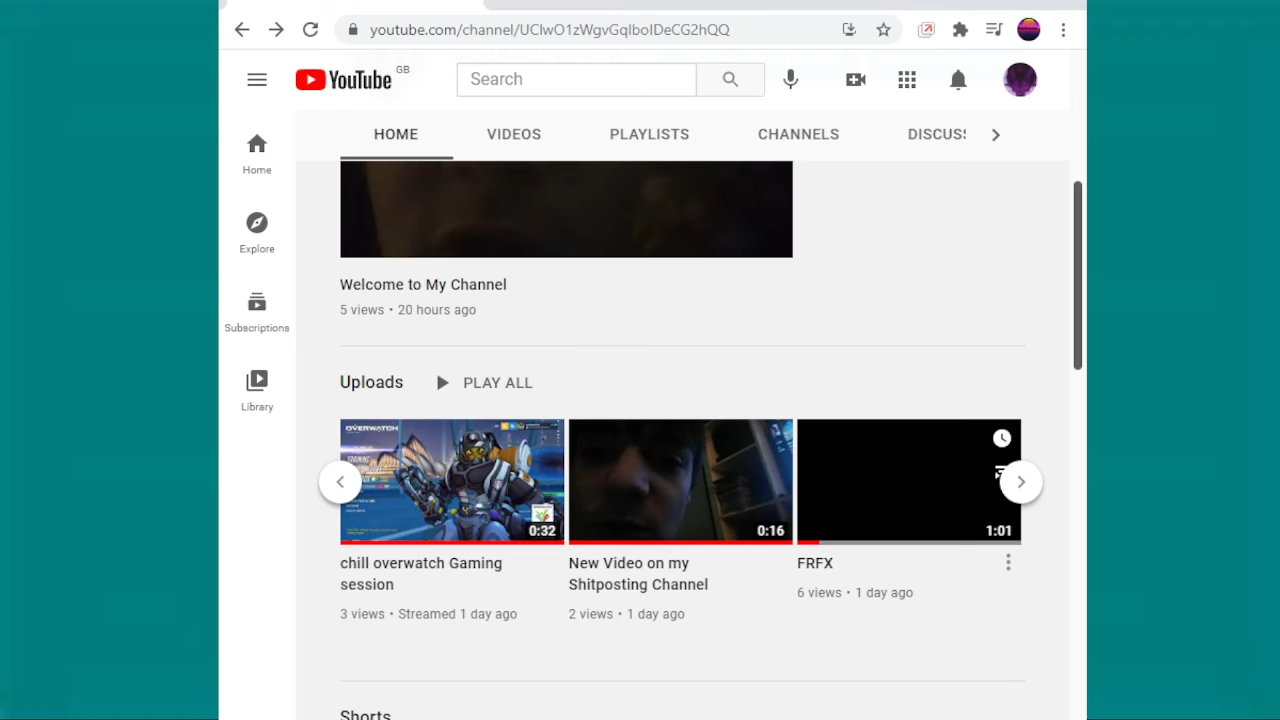 youtube.com/channel/UClwO1zWgvGqlbolDeCG2hQQ
YouTube GB
Search
HOME VIDEOS PLAYLISTS CHANNELS DISCUSS
Home
Explore
Subscriptions
Library
Welcome to My Channel
5 views • 20 hours ago
Uploads PLAY ALL
OVERWATCH
TRAINING
0:32
0:16
1:01
chill overwatch Gaming
session
3 views • Streamed 1 day ago
New Video on my
Shitposting Channel
2 views • 1 day ago
FRFX
6 views • 1 day ago
Shorts